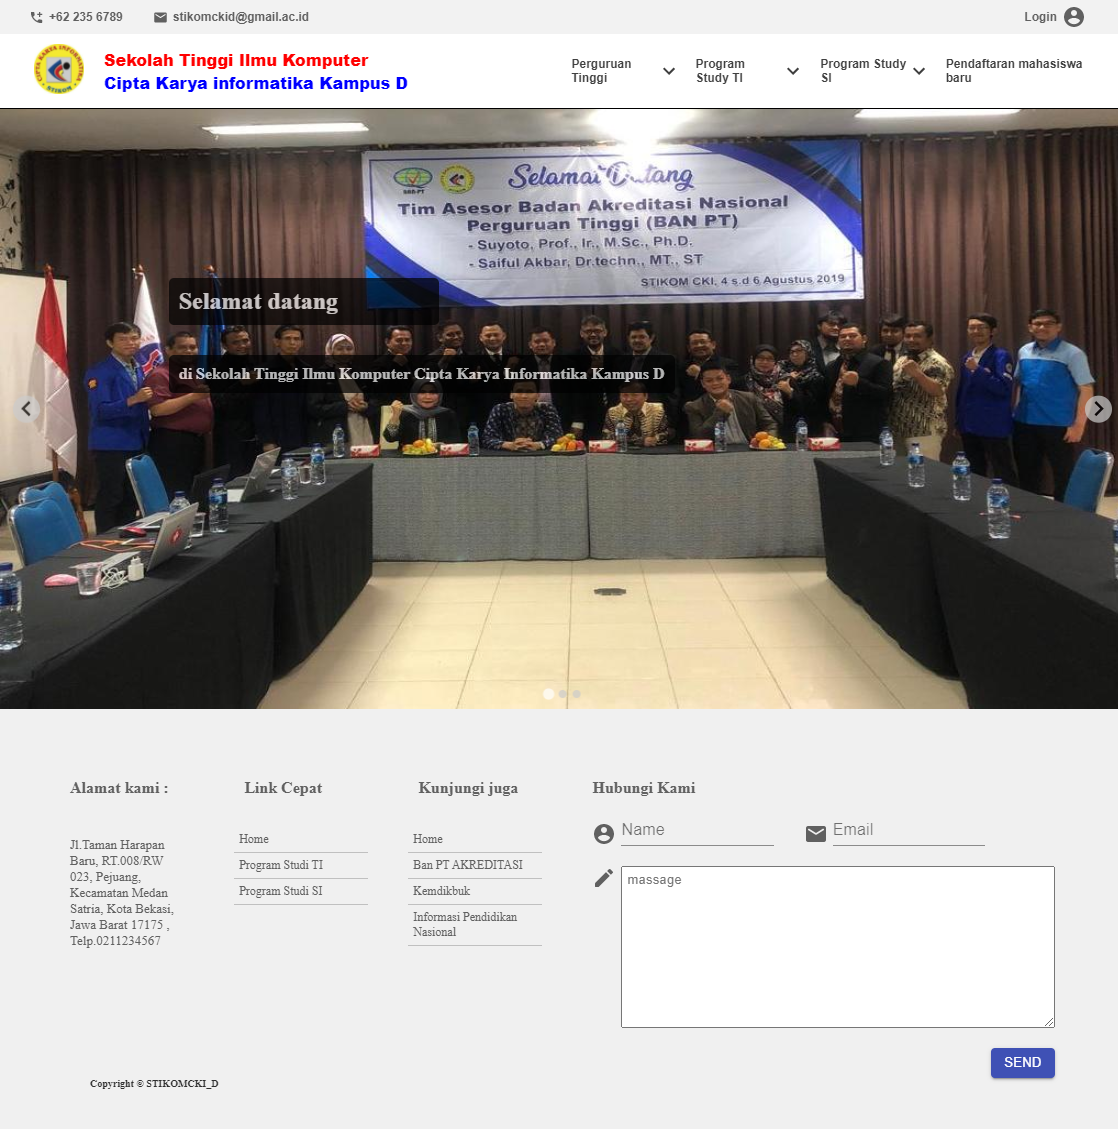 +62 235 6789
stikomckid@gmail.ac.id
Login
CIPTA KARYA INFORMATIKA
STIKOM
Sekolah Tinggi Ilmu Komputer
Cipta Karya informatika Kampus D
Perguruan
Tinggi
Program
Study TI
Program Study
SI
Pendaftaran mahasiswa
baru
BAN-PT
Selamat Datang
Tim Asesor Badan Akreditasi Nasional
Perguruan Tinggi (BAN PT)
- Suyoto, Prof., Ir., M.Sc., Ph.D.
- Saiful Akbar, Dr.techn., MT., ST
STIKOM CKI, 4 s.d 6 Agustus 2019
Selamat datang
di Sekolah Tinggi Ilmu Komputer Cipta Karya Informatika Kampus D
Alamat kami :
Jl.Taman Harapan
Baru, RT.008/RW
023, Pejuang,
Kecamatan Medan
Satria, Kota Bekasi,
Jawa Barat 17175 ,
Telp.0211234567
Link Cepat
Home
Program Studi TI
Program Studi SI
Kunjungi juga
Home
Ban PT AKREDITASI
Kemdikbuk
Informasi Pendidikan
Nasional
Hubungi Kami
Name
Email
massage
SEND
Copyright © STIKOMCKI_D